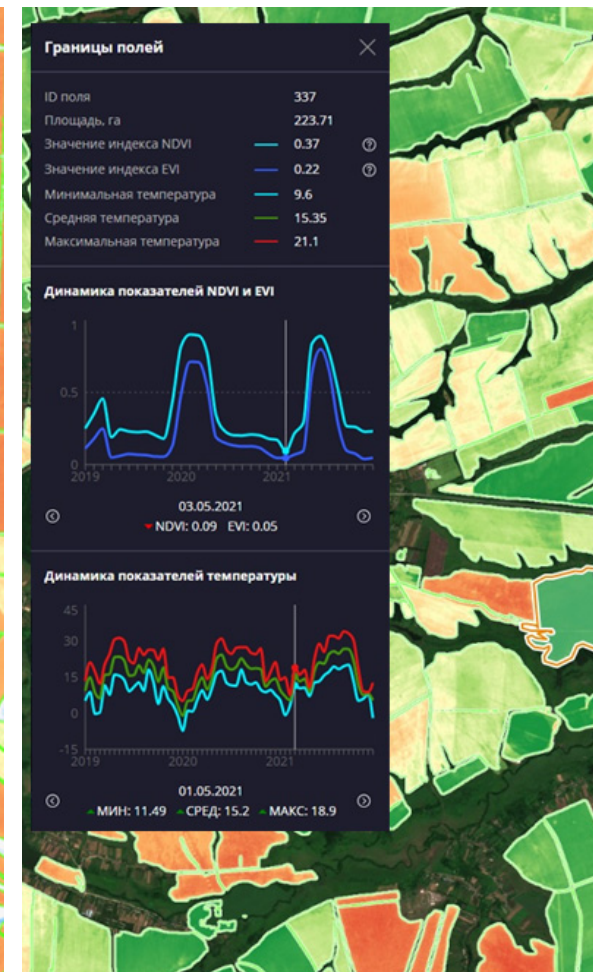 Границы полей
ID поля 337
Площадь, га 223.71
Значение индекса NDVI 0.37 ?
Значение индекса EVI 0.22 ?
Минимальная температура 9.6
Средняя температура 15.35
Максимальная температура 21.1
Динамика показателей NDVI и EVI
1
0.5
0
2019 2020 2021
03.05.2021
NDVI: 0.09 EVI: 0.05
Динамика показателей температуры
45
30
15
0
-15
2019 2020 2021
01.05.2021
МИН: 11.49 СРЕД: 15.2 МАКС: 18.9